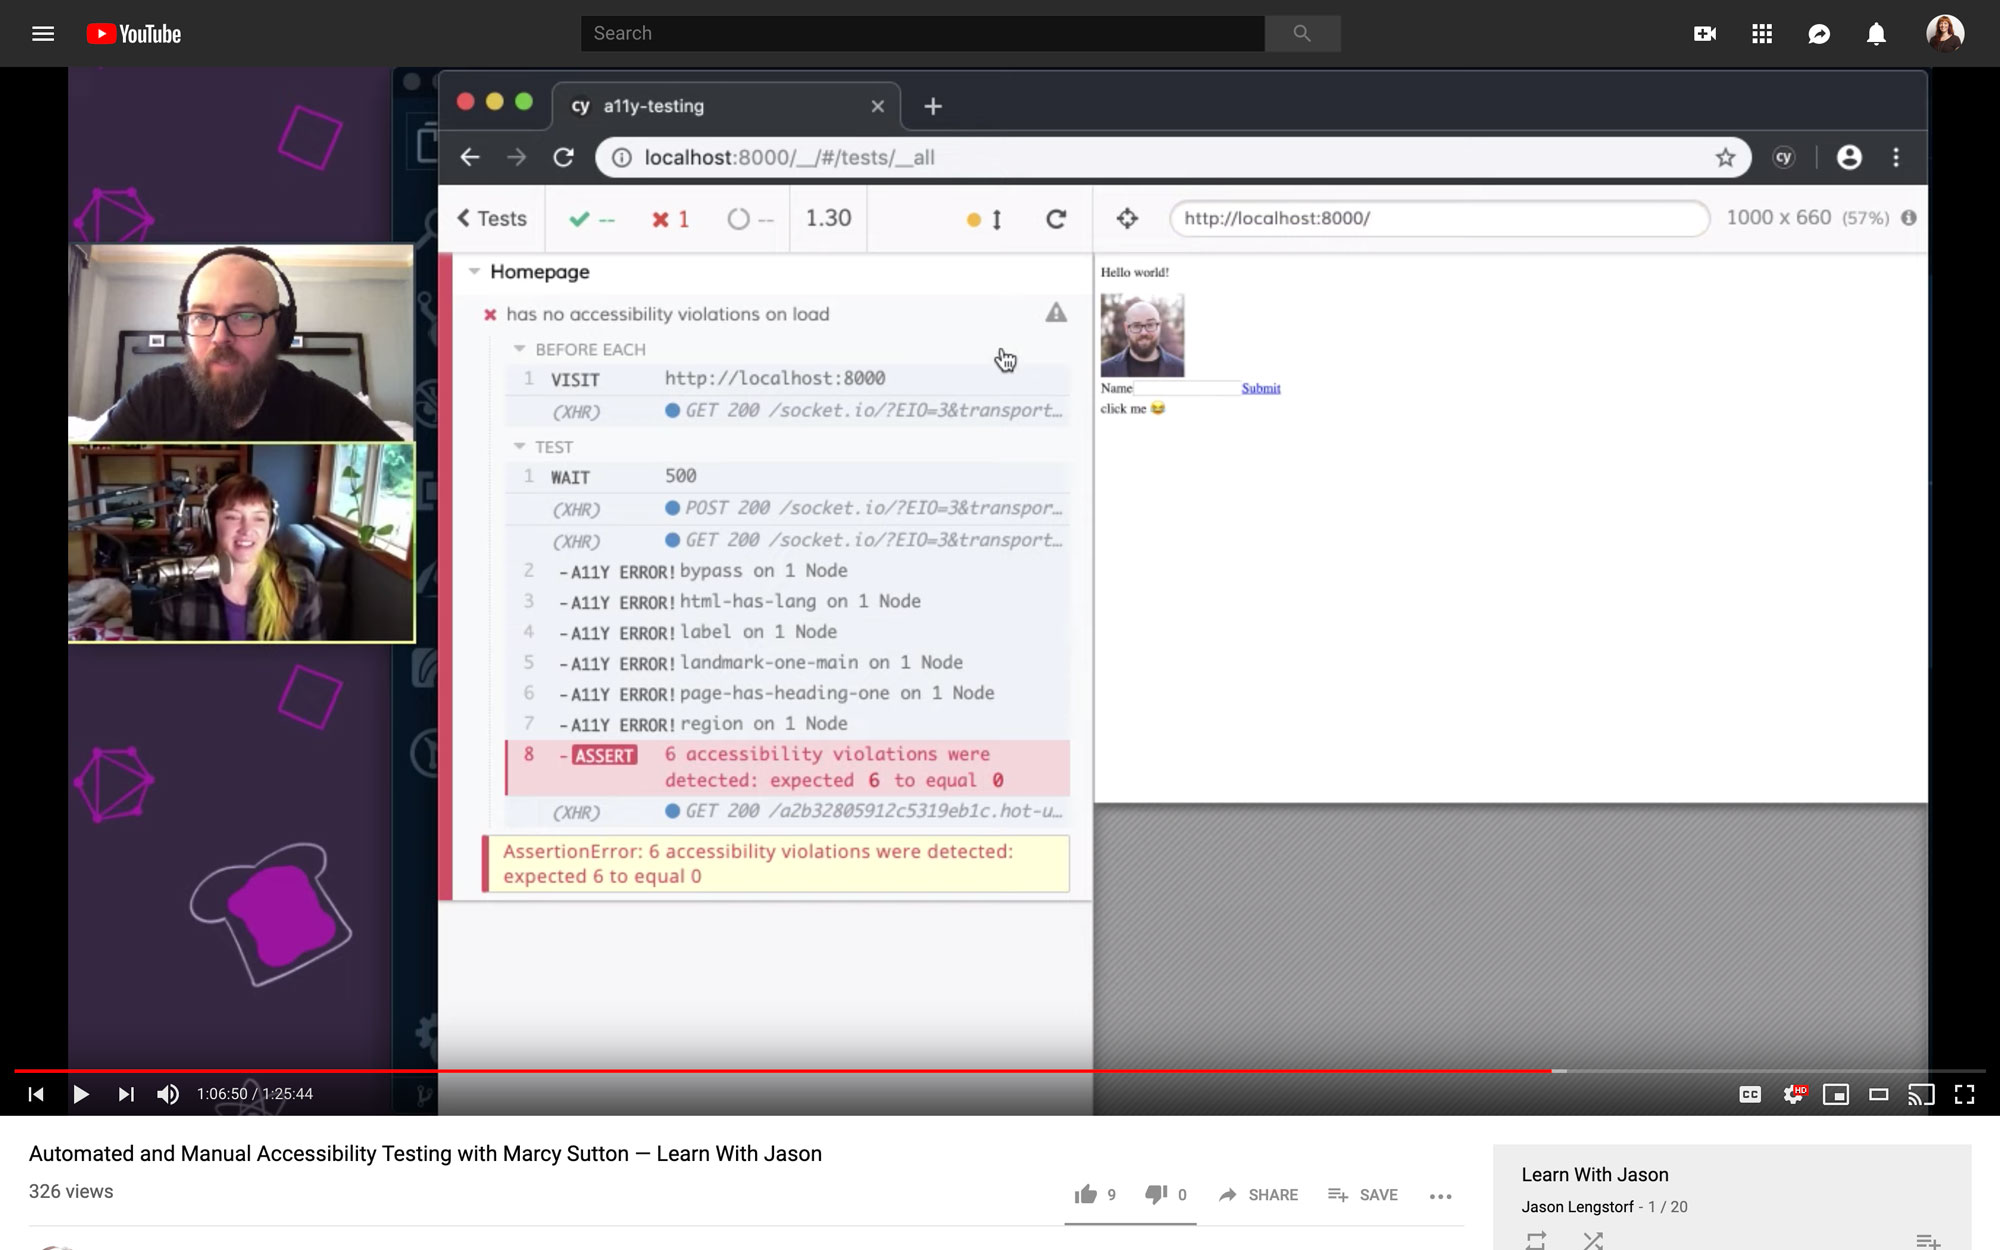 YouTube
Search
cy a11y-testing
localhost:8000/__/#/tests/__all
cy
Tests
--
1
--
1.30
http://localhost:8000/
1000 x 660 (57%)
Homepage
has no accessibility violations on load
BEFORE EACH
1 VISIT http://localhost:8000
(XHR) GET 200 /socket.io/?EIO=3&transport…
TEST
1 WAIT 500
(XHR) POST 200 /socket.io/?EIO=3&transpor…
(XHR) GET 200 /socket.io/?EIO=3&transport…
2 -A11Y ERROR! bypass on 1 Node
3 -A11Y ERROR! html-has-lang on 1 Node
4 -A11Y ERROR! label on 1 Node
5 -A11Y ERROR! landmark-one-main on 1 Node
6 -A11Y ERROR! page-has-heading-one on 1 Node
7 -A11Y ERROR! region on 1 Node
8 -ASSERT 6 accessibility violations were
detected: expected 6 to equal 0
(XHR) GET 200 /a2b32805912c5319eb1c.hot-u…
AssertionError: 6 accessibility violations were detected:
expected 6 to equal 0
Hello world!
Name Submit
click me 😂
1:06:50 / 1:25:44
CC
HD
Automated and Manual Accessibility Testing with Marcy Sutton — Learn With Jason
326 views
9
0
SHARE
SAVE
Learn With Jason
Jason Lengstorf - 1 / 20